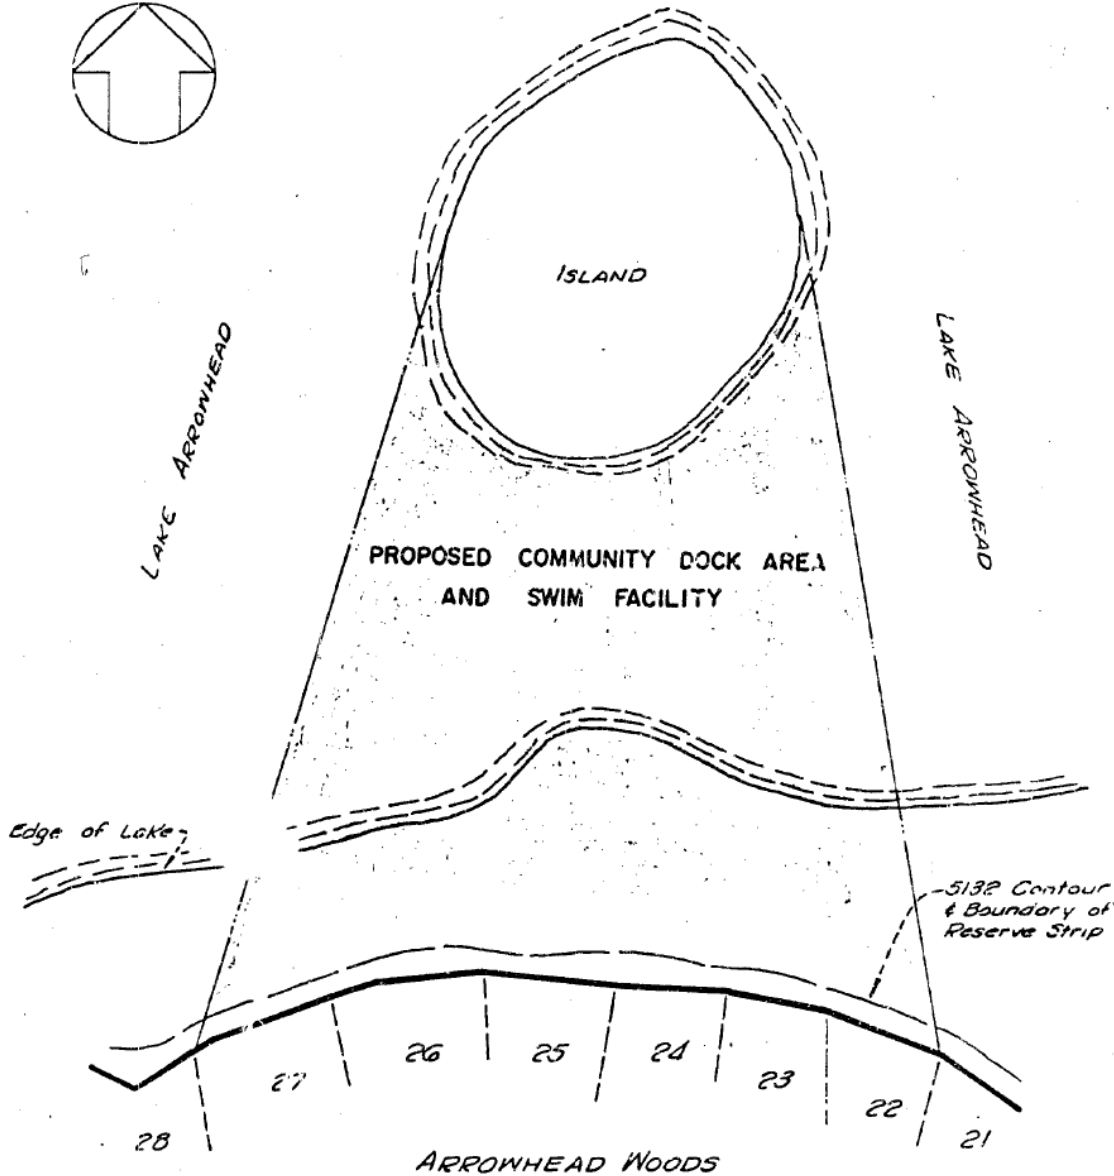 ISLAND
LAKE ARROWHEAD
LAKE ARROWHEAD
PROPOSED COMMUNITY DOCK AREA
AND SWIM FACILITY
Edge of Lake
5132 Contour
& Boundary of
Reserve Strip
28
27
26
25
24
23
22
21
ARROWHEAD WOODS